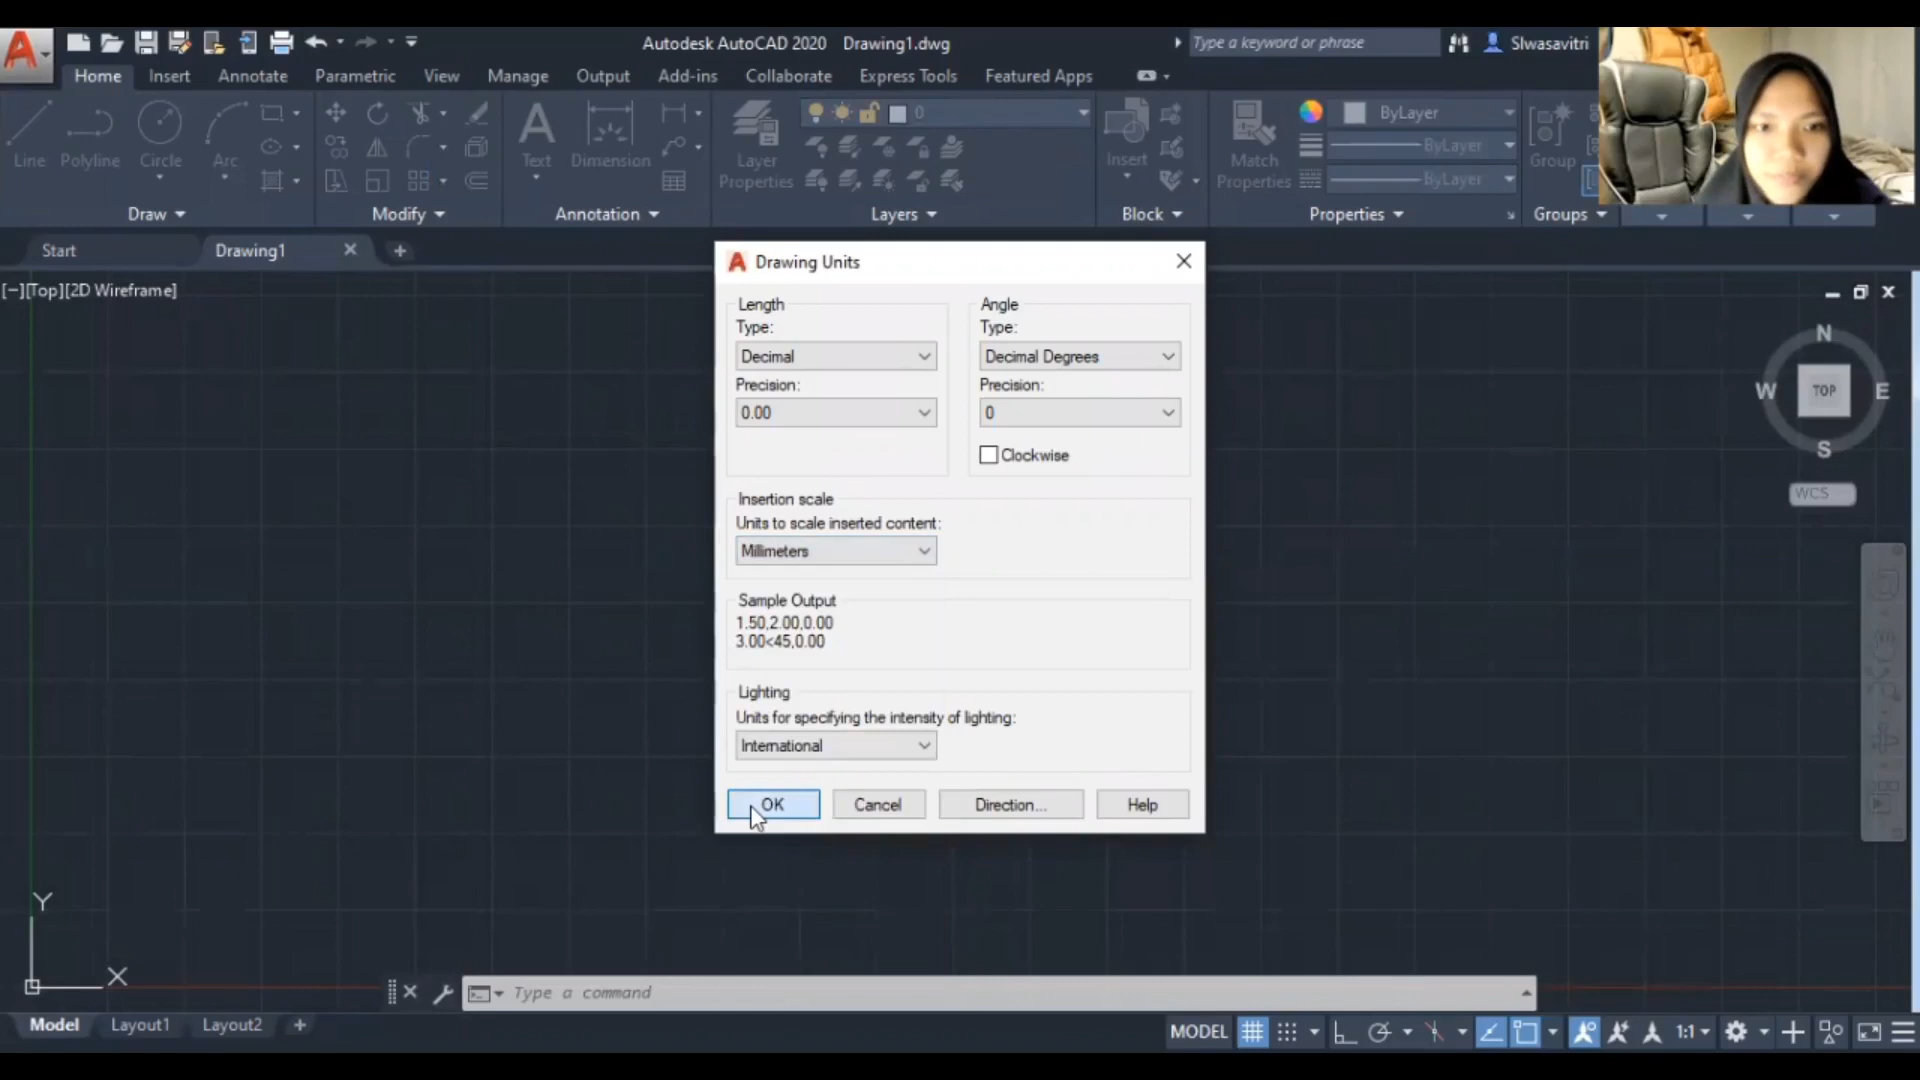 Autodesk AutoCAD 2020 Drawing1.dwg
Type a keyword or phrase
Slwasavitri
Home Insert Annotate Parametric View Manage Output Add-ins Collaborate Express Tools Featured Apps
Line Polyline Circle Arc
Text Dimension
Layer Properties
0
Insert
Match Properties
ByLayer
ByLayer
ByLayer
Group
Draw Modify Annotation Layers Block Properties Groups
Start Drawing1
[−][Top][2D Wireframe]
Drawing Units
Length
Type:
Decimal
Precision:
0.00
Angle
Type:
Decimal Degrees
Precision:
0
Clockwise
Insertion scale
Units to scale inserted content:
Millimeters
Sample Output
1.50,2.00,0.00
3.00<45,0.00
Lighting
Units for specifying the intensity of lighting:
International
OK Cancel Direction... Help
N
W TOP E
S
WCS
Y
X
Type a command
Model Layout1 Layout2
MODEL 1:1